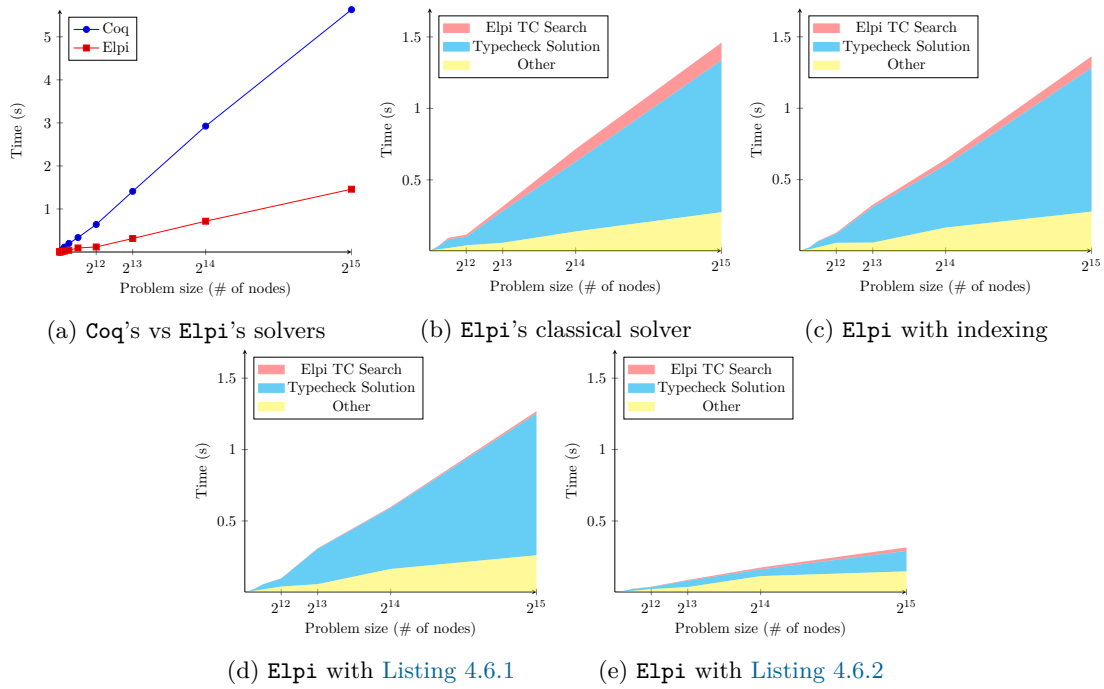 Coq
Elpi
5
4
3
2
1
Time (s)
2^12
2^13
2^14
2^15
Problem size (# of nodes)
(a) Coq's vs Elpi's solvers
Elpi TC Search
Typecheck Solution
Other
1.5
1
0.5
Time (s)
2^12
2^13
2^14
2^15
Problem size (# of nodes)
(b) Elpi's classical solver
Elpi TC Search
Typecheck Solution
Other
1.5
1
0.5
Time (s)
2^12
2^13
2^14
2^15
Problem size (# of nodes)
(c) Elpi with indexing
Elpi TC Search
Typecheck Solution
Other
1.5
1
0.5
Time (s)
2^12
2^13
2^14
2^15
Problem size (# of nodes)
(d) Elpi with Listing 4.6.1
Elpi TC Search
Typecheck Solution
Other
1.5
1
0.5
Time (s)
2^12
2^13
2^14
2^15
Problem size (# of nodes)
(e) Elpi with Listing 4.6.2